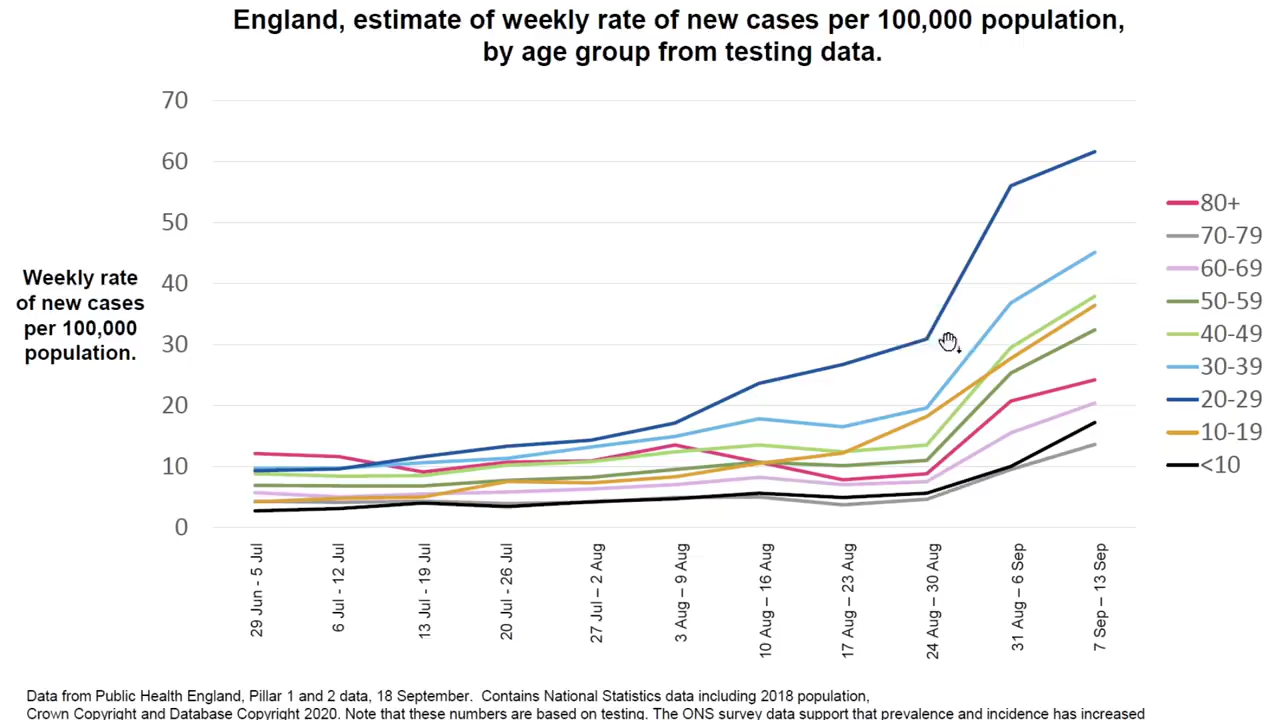 England, estimate of weekly rate of new cases per 100,000 population,
by age group from testing data.
70
60
50
40
30
20
10
0
Weekly rate
of new cases
per 100,000
population.
80+
70-79
60-69
50-59
40-49
30-39
20-29
10-19
<10
29 Jun - 5 Jul
6 Jul - 12 Jul
13 Jul - 19 Jul
20 Jul - 26 Jul
27 Jul – 2 Aug
3 Aug – 9 Aug
10 Aug – 16 Aug
17 Aug – 23 Aug
24 Aug – 30 Aug
31 Aug – 6 Sep
7 Sep – 13 Sep
Data from Public Health England, Pillar 1 and 2 data, 18 September.  Contains National Statistics data including 2018 population,
Crown Copyright and Database Copyright 2020. Note that these numbers are based on testing. The ONS survey data support that prevalence and incidence has increased